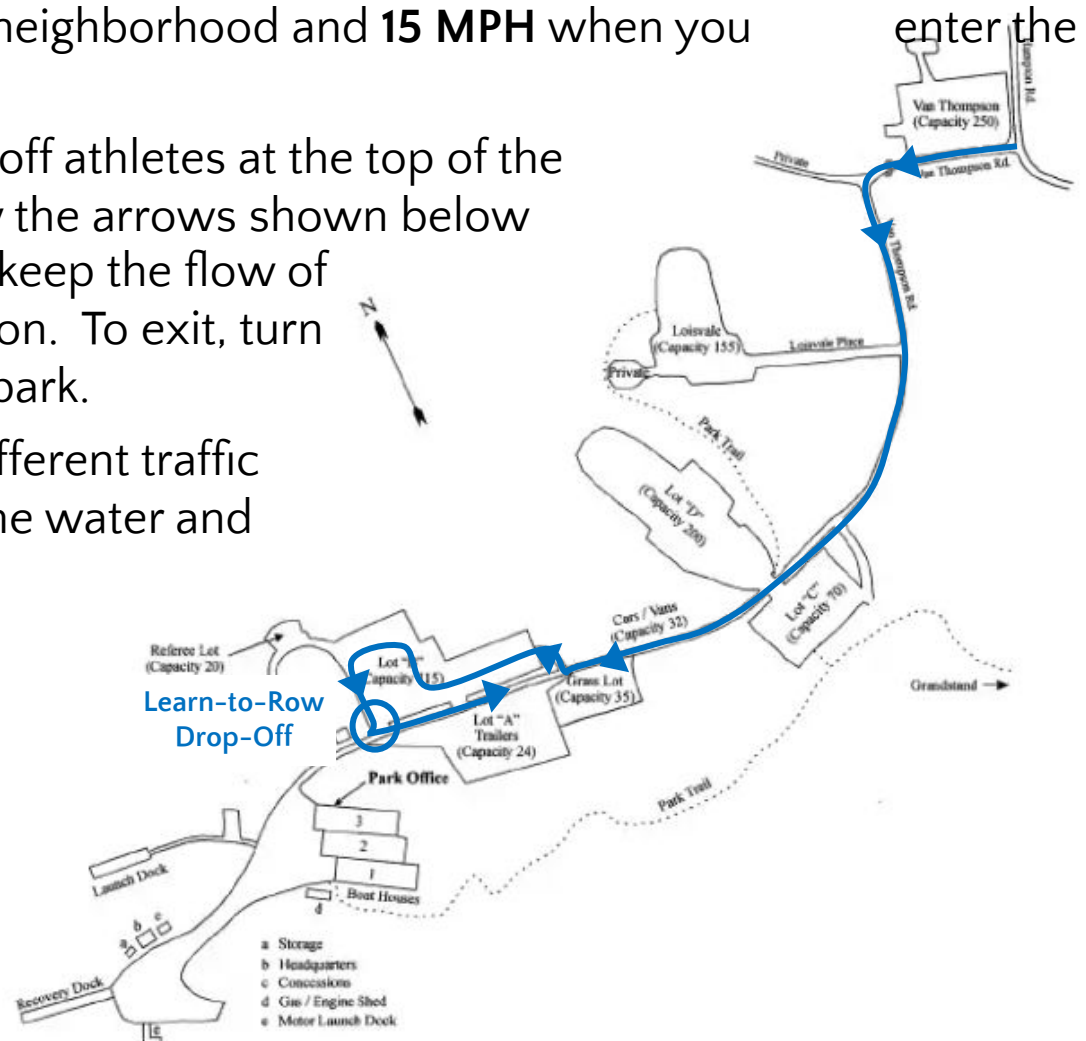 neighborhood and 15 MPH when you enter the
off athletes at the top of the
the arrows shown below
keep the flow of
on. To exit, turn
park.
fferent traffic
he water and
Van Thompson
(Capacity 250)
Private
Van Thompson Rd.
Van Thompson Rd.
N
Loisvale
(Capacity 155)
Loisvale Place
Private
Park Trail
Lot "D"
(Capacity 200)
Lot "C"
(Capacity 70)
Cars / Vans
(Capacity 32)
Referee Lot
(Capacity 20)
Lot
Grass Lot
(Capacity 35)
Grandstand
Learn-to-Row
Drop-Off
Lot "A"
Trailers
(Capacity 24)
Park Office
Park Trail
3
2
1
Boat Houses
d
Launch Dock
a b e
Recovery Dock
a Storage
b Headquarters
c Concessions
d Gas / Engine Shed
e Motor Launch Dock